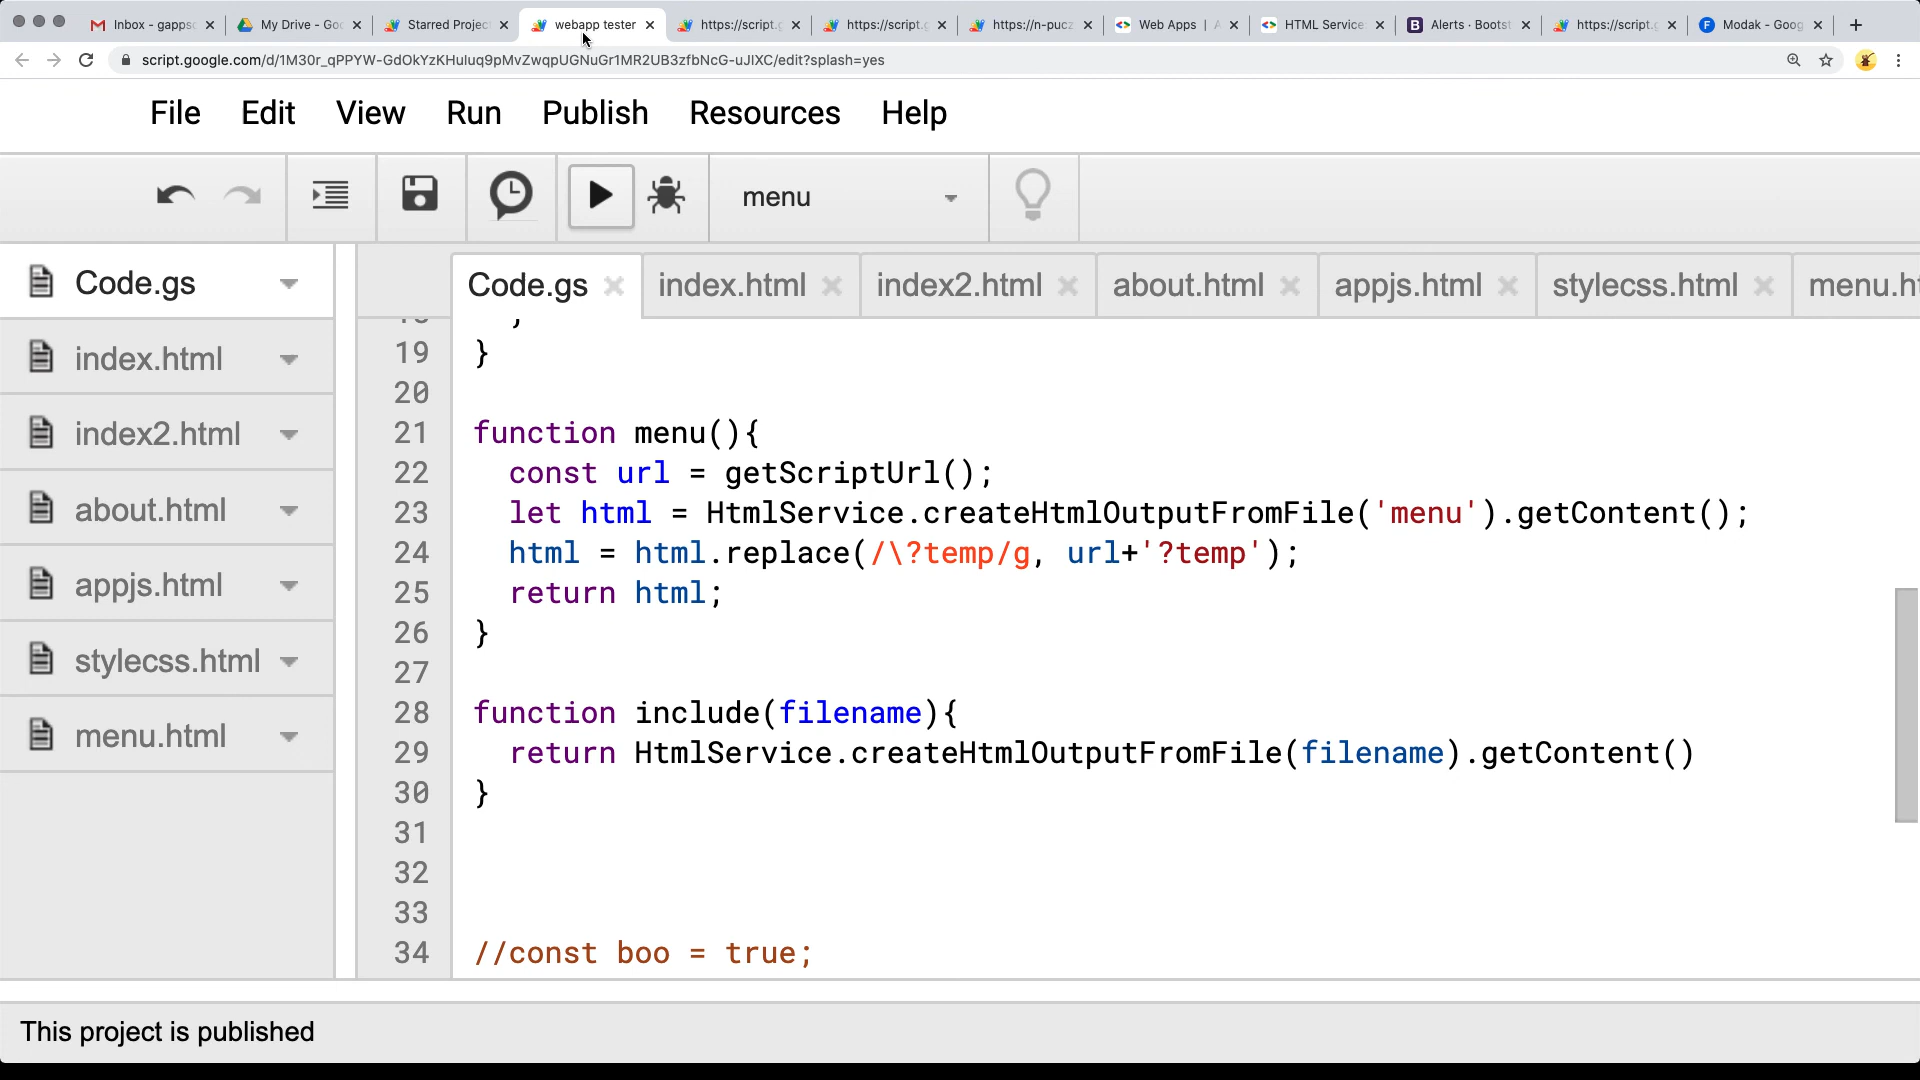 Inbox - gapps
My Drive - Go
Starred Projec
webapp tester
https://script.g
https://script.g
https://n-pucz
Web Apps | A
HTML Service
Alerts · Bootst
https://script.g
Modak - Goog
script.google.com/d/1M30r_qPPYW-GdOkYzKHuluq9pMvZwqpUGNuGr1MR2UB3zfbNcG-uJIXC/edit?splash=yes
File Edit View Run Publish Resources Help
menu
Code.gs
index.html
index2.html
about.html
appjs.html
stylecss.html
menu.html
Code.gs index.html index2.html about.html appjs.html stylecss.html menu.ht
19 }
20
21 function menu(){
22 const url = getScriptUrl();
23 let html = HtmlService.createHtmlOutputFromFile('menu').getContent();
24 html = html.replace(/\?temp/g, url+'?temp');
25 return html;
26 }
27
28 function include(filename){
29 return HtmlService.createHtmlOutputFromFile(filename).getContent()
30 }
31
32
33
34 //const boo = true;
This project is published